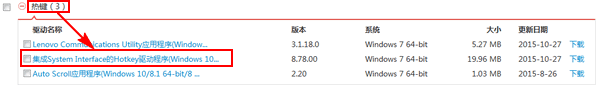 热键（3）
驱动名称 版本 系统 大小 更新日期
Lenovo Communications Utility应用程序(Window... 3.1.18.0 Windows 7 64-bit 5.27 MB 2015-10-27 下载
集成System Interface的Hotkey驱动程序(Windows 10... 8.78.00 Windows 7 64-bit 19.96 MB 2015-10-27 下载
Auto Scroll应用程序(Windows 10/8.1 64-bit/8 ... 2.20 Windows 7 64-bit 1.03 MB 2015-8-26 下载